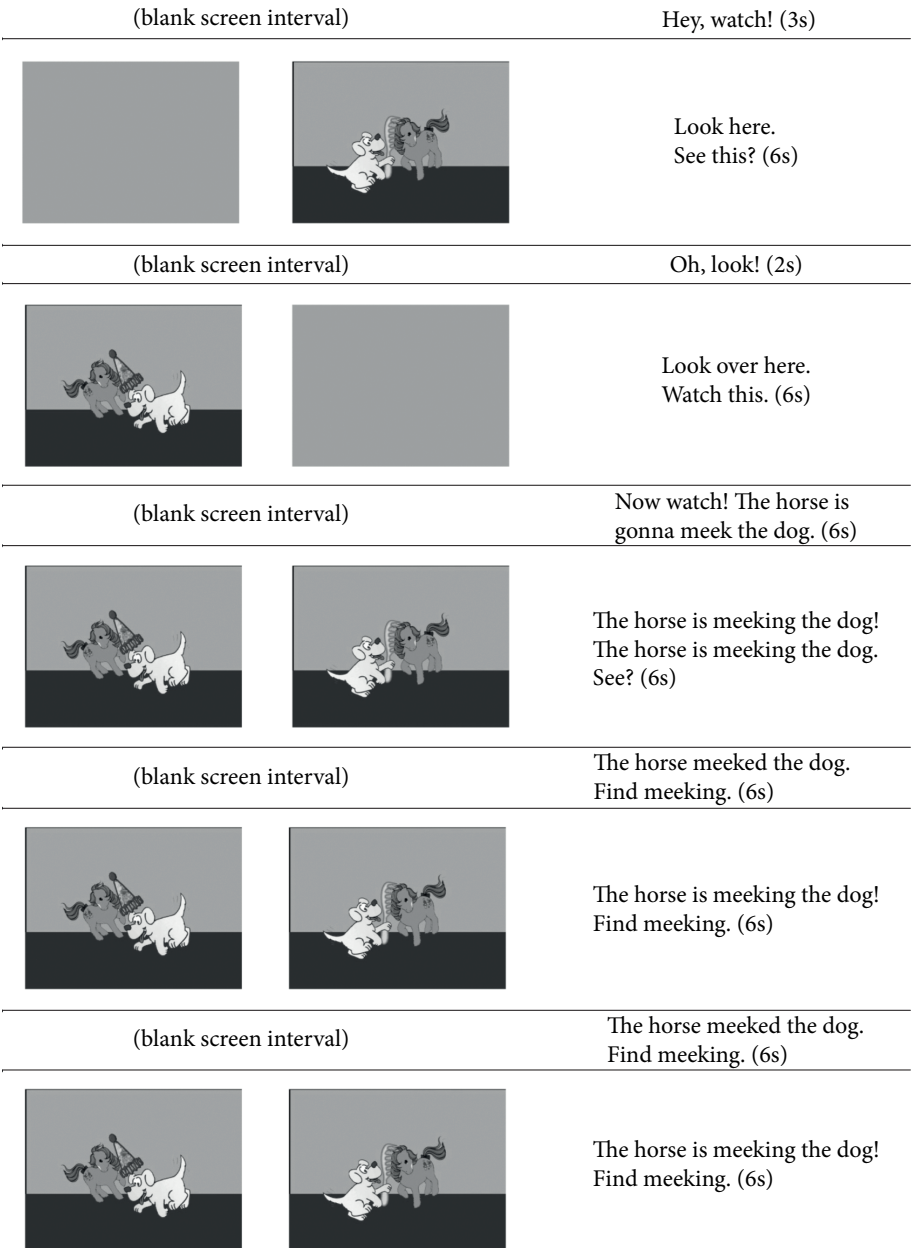 (blank screen interval) Hey, watch! (3s)
Look here.
See this? (6s)
(blank screen interval) Oh, look! (2s)
Look over here.
Watch this. (6s)
(blank screen interval)
Now watch! The horse is
gonna meek the dog. (6s)
The horse is meeking the dog!
The horse is meeking the dog.
See? (6s)
(blank screen interval)
The horse meeked the dog.
Find meeking. (6s)
The horse is meeking the dog!
Find meeking. (6s)
(blank screen interval)
The horse meeked the dog.
Find meeking. (6s)
The horse is meeking the dog!
Find meeking. (6s)